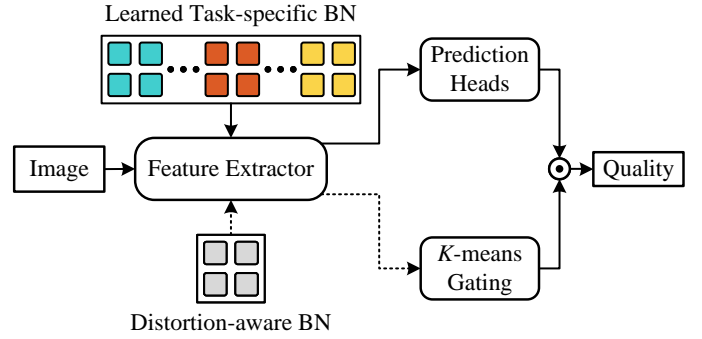 Learned Task-specific BN
Prediction
Heads
Image
Feature Extractor
Quality
K-means
Gating
Distortion-aware BN